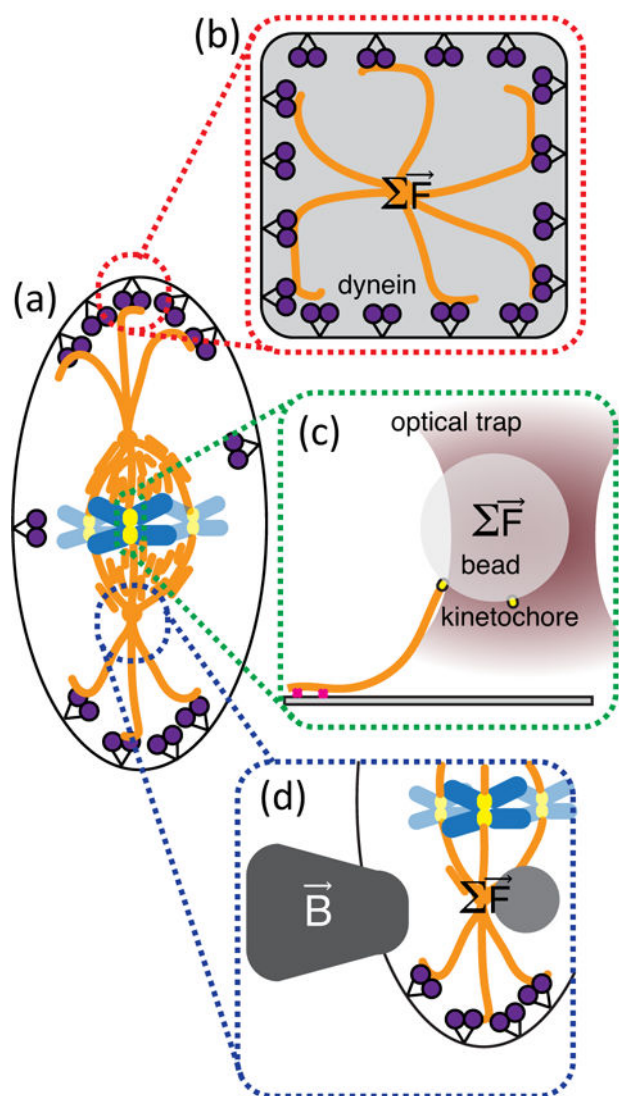 (b)
ΣF⃗
dynein
(a)
(c)
optical trap
ΣF⃗
bead
kinetochore
(d)
B⃗
ΣF⃗